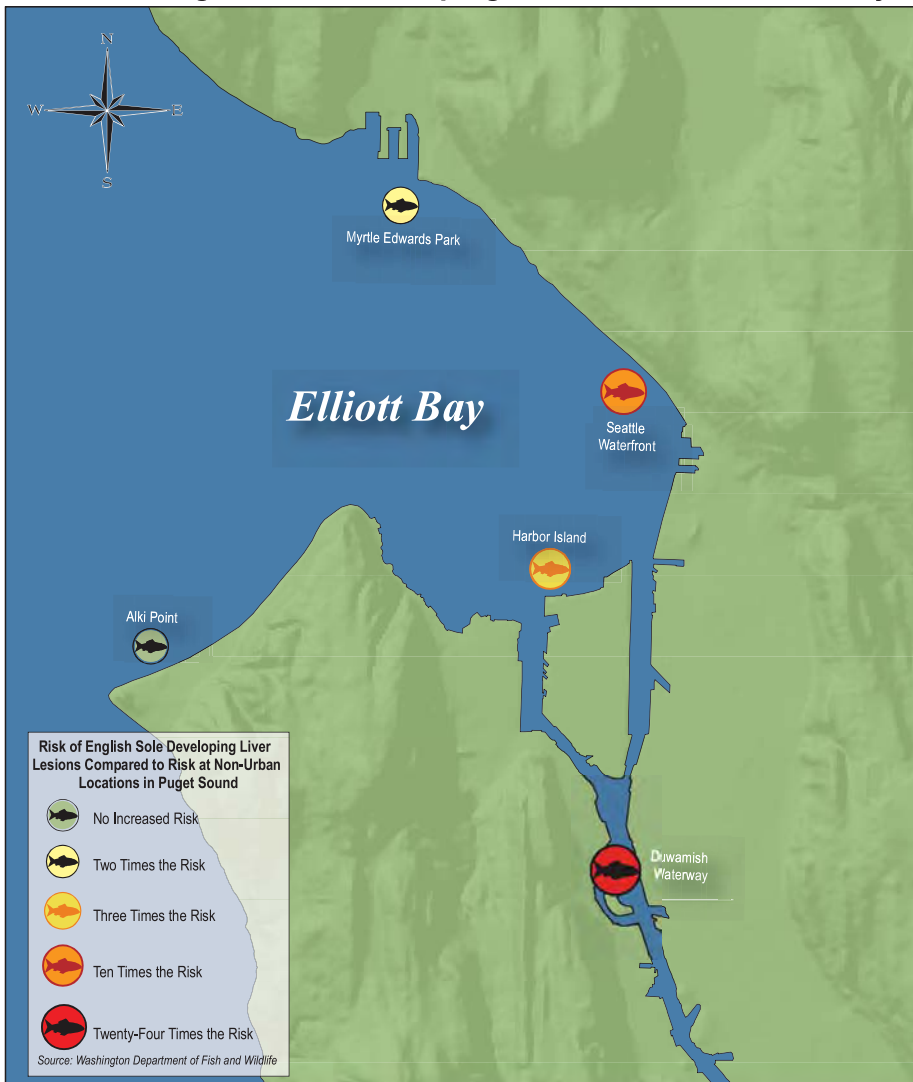 N
W
E
S
Myrtle Edwards Park
Elliott Bay
Seattle
Waterfront
Harbor Island
Alki Point
Duwamish
Waterway
Risk of English Sole Developing Liver
Lesions Compared to Risk at Non-Urban
Locations in Puget Sound
No Increased Risk
Two Times the Risk
Three Times the Risk
Ten Times the Risk
Twenty-Four Times the Risk
Source: Washington Department of Fish and Wildlife